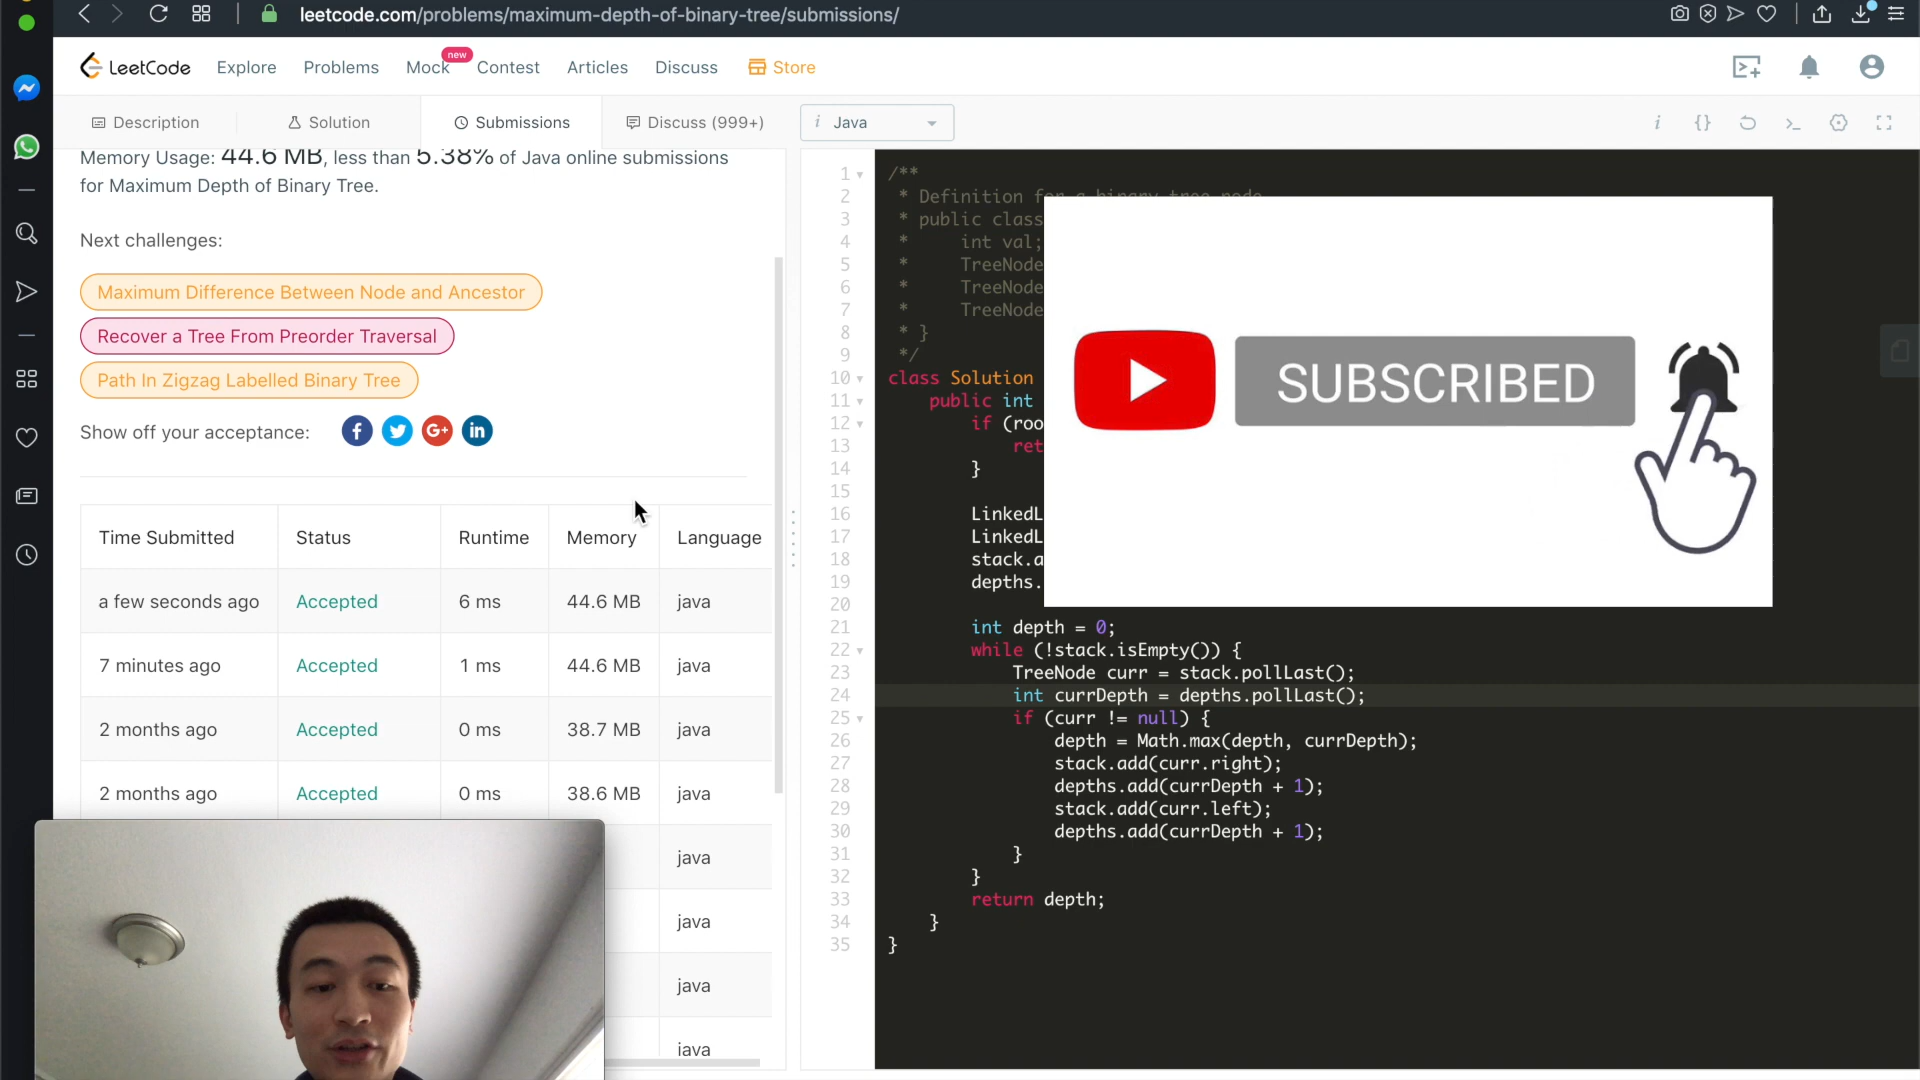 leetcode.com/problems/maximum-depth-of-binary-tree/submissions/
LeetCode
Explore
Problems
Mock
new
Contest
Articles
Discuss
Store
Description
Solution
Submissions
Discuss (999+)
i Java
i
{}
Memory Usage: 44.6 MB, less than 5.38% of Java online submissions
for Maximum Depth of Binary Tree.
Next challenges:
Maximum Difference Between Node and Ancestor
Recover a Tree From Preorder Traversal
Path In Zigzag Labelled Binary Tree
Show off your acceptance:
f
G+
in
Time Submitted Status Runtime Memory Language
a few seconds ago Accepted 6 ms 44.6 MB java
7 minutes ago Accepted 1 ms 44.6 MB java
2 months ago Accepted 0 ms 38.7 MB java
2 months ago Accepted 0 ms 38.6 MB java
java
java
java
java
1 /**
2 * Definition for a binary tree node.
3 * public class
4 * int val;
5 * TreeNode
6 * TreeNode
7 * TreeNode
8 * }
9 */
10 class Solution
11 public int
12 if (roo
13 ret
14 }
15
16 LinkedL
17 LinkedL
18 stack.a
19 depths.
20
21 int depth = 0;
22 while (!stack.isEmpty()) {
23 TreeNode curr = stack.pollLast();
24 int currDepth = depths.pollLast();
25 if (curr != null) {
26 depth = Math.max(depth, currDepth);
27 stack.add(curr.right);
28 depths.add(currDepth + 1);
29 stack.add(curr.left);
30 depths.add(currDepth + 1);
31 }
32 }
33 return depth;
34 }
35 }
SUBSCRIBED